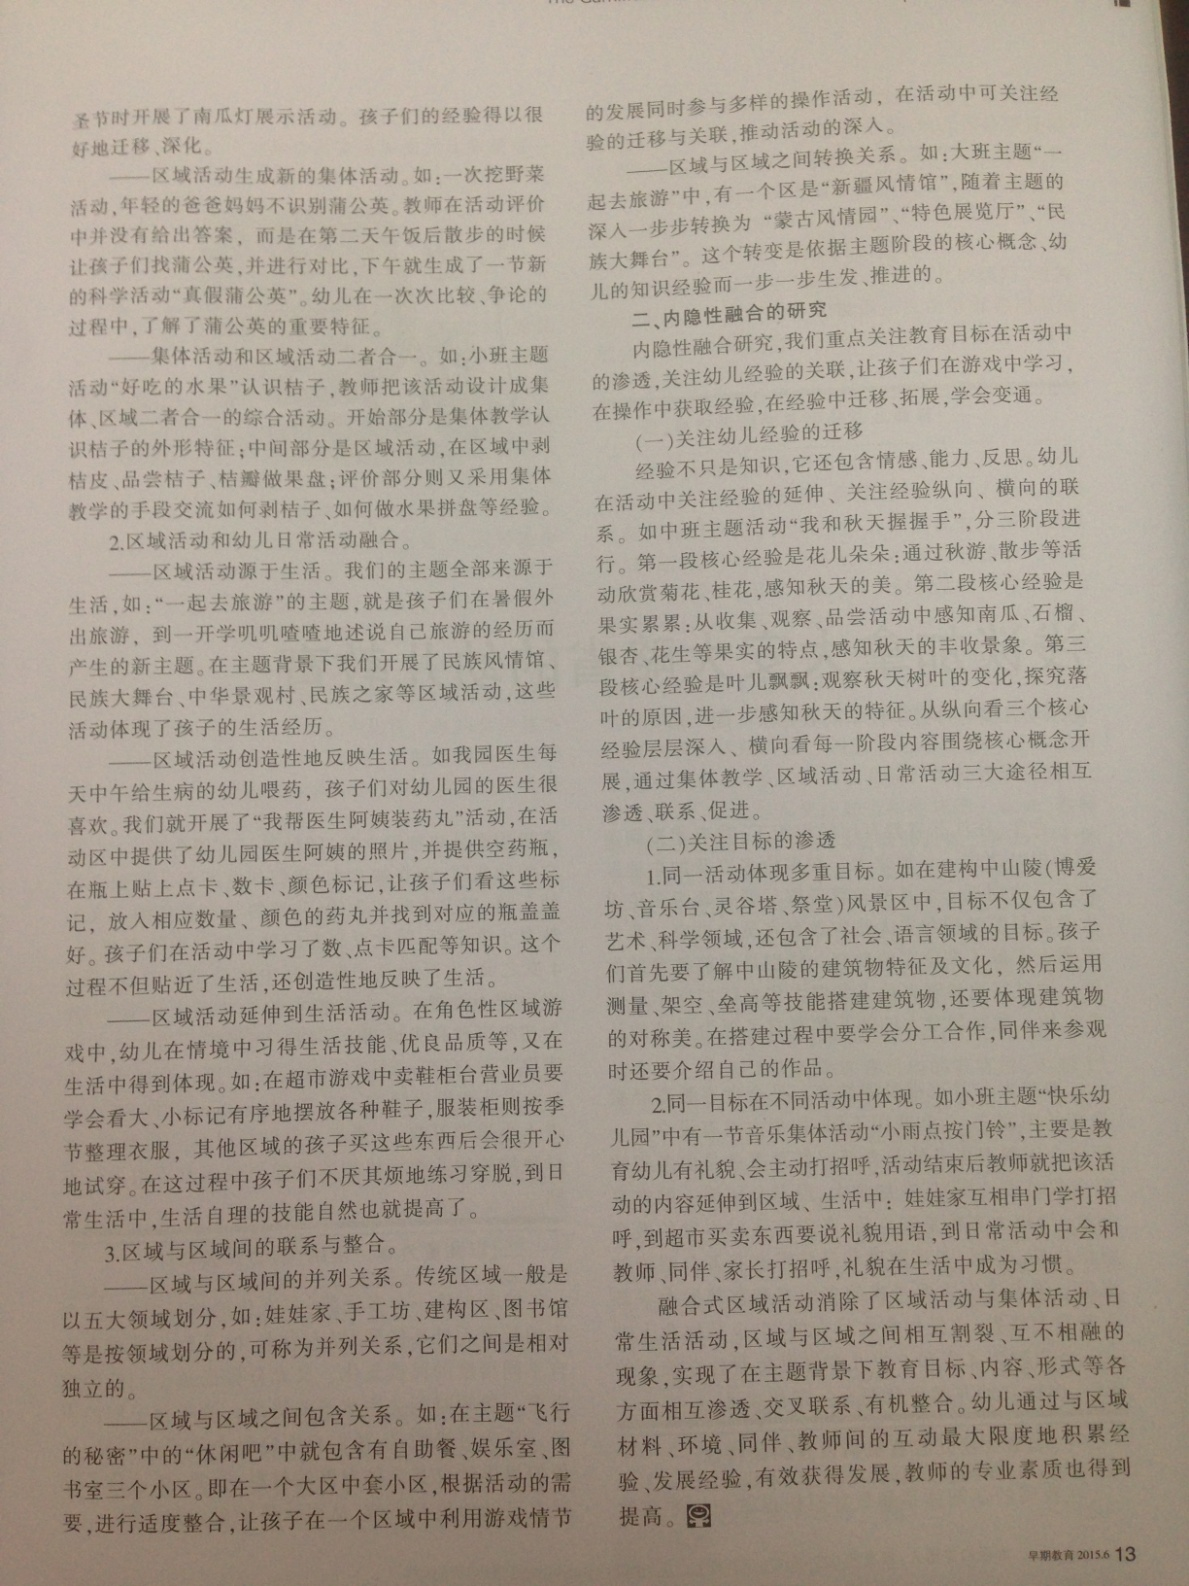 圣节时开展了南瓜灯展示活动。孩子们的经验得以很
好地迁移、深化。
——区域活动生成新的集体活动。如:一次挖野菜
活动,年轻的爸爸妈妈不识别蒲公英。教师在活动评价
中并没有给出答案，而是在第二天午饭后散步的时候
让孩子们找蒲公英,并进行对比,下午就生成了一节新
的科学活动“真假蒲公英”。幼儿在一次次比较、争论的
过程中,了解了蒲公英的重要特征。
——集体活动和区域活动二者合一。如:小班主题
活动“好吃的水果”认识桔子,教师把该活动设计成集
体、区域二者合一的综合活动。开始部分是集体教学认
识桔子的外形特征;中间部分是区域活动,在区域中剥
桔皮、品尝桔子、桔瓣做果盘;评价部分则又采用集体
教学的手段交流如何剥桔子、如何做水果拼盘等经验。
2.区域活动和幼儿日常活动融合。
——区域活动源于生活。我们的主题全部来源于
生活,如:“一起去旅游”的主题,就是孩子们在暑假外
出旅游，到一开学叽叽喳喳地述说自己旅游的经历而
产生的新主题。在主题背景下我们开展了民族风情馆、
民族大舞台、中华景观村、民族之家等区域活动,这些
活动体现了孩子的生活经历。
——区域活动创造性地反映生活。如我园医生每
天中午给生病的幼儿喂药，孩子们对幼儿园的医生很
喜欢。我们就开展了“我帮医生阿姨装药丸”活动,在活
动区中提供了幼儿园医生阿姨的照片,并提供空药瓶,
在瓶上贴上点卡、数卡、颜色标记,让孩子们看这些标
记，放入相应数量、颜色的药丸并找到对应的瓶盖盖
好。孩子们在活动中学习了数、点卡匹配等知识。这个
过程不但贴近了生活,还创造性地反映了生活。
——区域活动延伸到生活活动。在角色性区域游
戏中,幼儿在情境中习得生活技能、优良品质等,又在
生活中得到体现。如:在超市游戏中卖鞋柜台营业员要
学会看大、小标记有序地摆放各种鞋子,服装柜则按季
节整理衣服，其他区域的孩子买这些东西后会很开心
地试穿。在这过程中孩子们不厌其烦地练习穿脱,到日
常生活中,生活自理的技能自然也就提高了。
3.区域与区域间的联系与整合。
——区域与区域间的并列关系。传统区域一般是
以五大领域划分,如:娃娃家、手工坊、建构区、图书馆
等是按领域划分的,可称为并列关系,它们之间是相对
独立的。
——区域与区域之间包含关系。如:在主题“飞行
的秘密”中的“休闲吧”中就包含有自助餐、娱乐室、图
书室三个小区。即在一个大区中套小区,根据活动的需
要,进行适度整合,让孩子在一个区域中利用游戏情节
的发展同时参与多样的操作活动，在活动中可关注经
验的迁移与关联,推动活动的深入。
——区域与区域之间转换关系。如:大班主题“一
起去旅游”中,有一个区是“新疆风情馆”,随着主题的
深入一步步转换为“蒙古风情园”、“特色展览厅”、“民
族大舞台”。这个转变是依据主题阶段的核心概念、幼
儿的知识经验而一步一步生发、推进的。
二、内隐性融合的研究
内隐性融合研究,我们重点关注教育目标在活动中
的渗透,关注幼儿经验的关联,让孩子们在游戏中学习,
在操作中获取经验,在经验中迁移、拓展,学会变通。
(一)关注幼儿经验的迁移
经验不只是知识,它还包含情感、能力、反思。幼儿
在活动中关注经验的延伸、关注经验纵向、横向的联
系。如中班主题活动“我和秋天握握手”,分三阶段进
行。第一段核心经验是花儿朵朵:通过秋游、散步等活
动欣赏菊花、桂花,感知秋天的美。第二段核心经验是
果实累累:从收集、观察、品尝活动中感知南瓜、石榴、
银杏、花生等果实的特点,感知秋天的丰收景象。第三
段核心经验是叶儿飘飘:观察秋天树叶的变化,探究落
叶的原因,进一步感知秋天的特征。从纵向看三个核心
经验层层深入、横向看每一阶段内容围绕核心概念开
展,通过集体教学、区域活动、日常活动三大途径相互
渗透、联系、促进。
(二)关注目标的渗透
1.同一活动体现多重目标。如在建构中山陵(博爱
坊、音乐台、灵谷塔、祭堂)风景区中,目标不仅包含了
艺术、科学领域,还包含了社会、语言领域的目标。孩子
们首先要了解中山陵的建筑物特征及文化，然后运用
测量、架空、垒高等技能搭建建筑物,还要体现建筑物
的对称美。在搭建过程中要学会分工合作,同伴来参观
时还要介绍自己的作品。
2.同一目标在不同活动中体现。如小班主题“快乐幼
儿园”中有一节音乐集体活动“小雨点按门铃”,主要是教
育幼儿有礼貌、会主动打招呼,活动结束后教师就把该活
动的内容延伸到区域、生活中：娃娃家互相串门学打招
呼,到超市买卖东西要说礼貌用语,到日常活动中会和
教师、同伴、家长打招呼,礼貌在生活中成为习惯。
融合式区域活动消除了区域活动与集体活动、日
常生活活动,区域与区域之间相互割裂、互不相融的
现象,实现了在主题背景下教育目标、内容、形式等各
方面相互渗透、交叉联系、有机整合。幼儿通过与区域
材料、环境、同伴、教师间的互动最大限度地积累经
验、发展经验,有效获得发展,教师的专业素质也得到
提高。
早期教育 2015.6 13